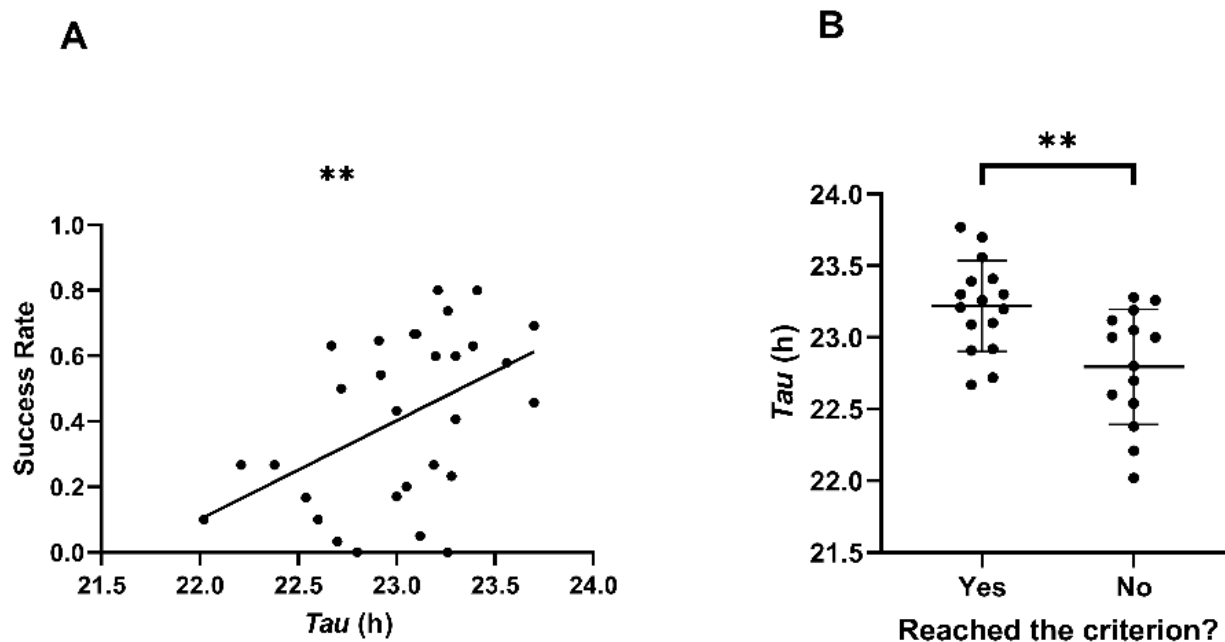 A
**
1.0
0.8
0.6
0.4
0.2
0.0
Success Rate
21.5 22.0 22.5 23.0 23.5 24.0
Tau (h)
B
**
24.0
23.5
23.0
22.5
22.0
21.5
Tau (h)
Yes No
Reached the criterion?